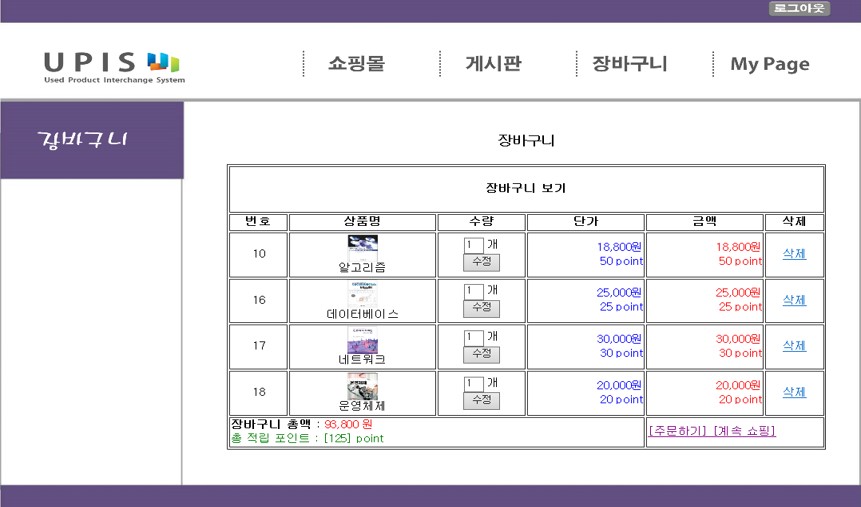 로그아웃
UPIS
Used Product Interchange System
쇼핑몰 게시판 장바구니 My Page
장바구니
장바구니
장바구니 보기
번호 상품명 수량 단가 금액 삭제
10 알고리즘 1 개 수정 18,800원 50 point 18,800원 50 point 삭제
16 데이터베이스 1 개 수정 25,000원 25 point 25,000원 25 point 삭제
17 네트워크 1 개 수정 30,000원 30 point 30,000원 30 point 삭제
18 운영체제 1 개 수정 20,000원 20 point 20,000원 20 point 삭제
장바구니 총액 : 93,800 원
총 적립 포인트 : [125] point
[주문하기] [계속 쇼핑]